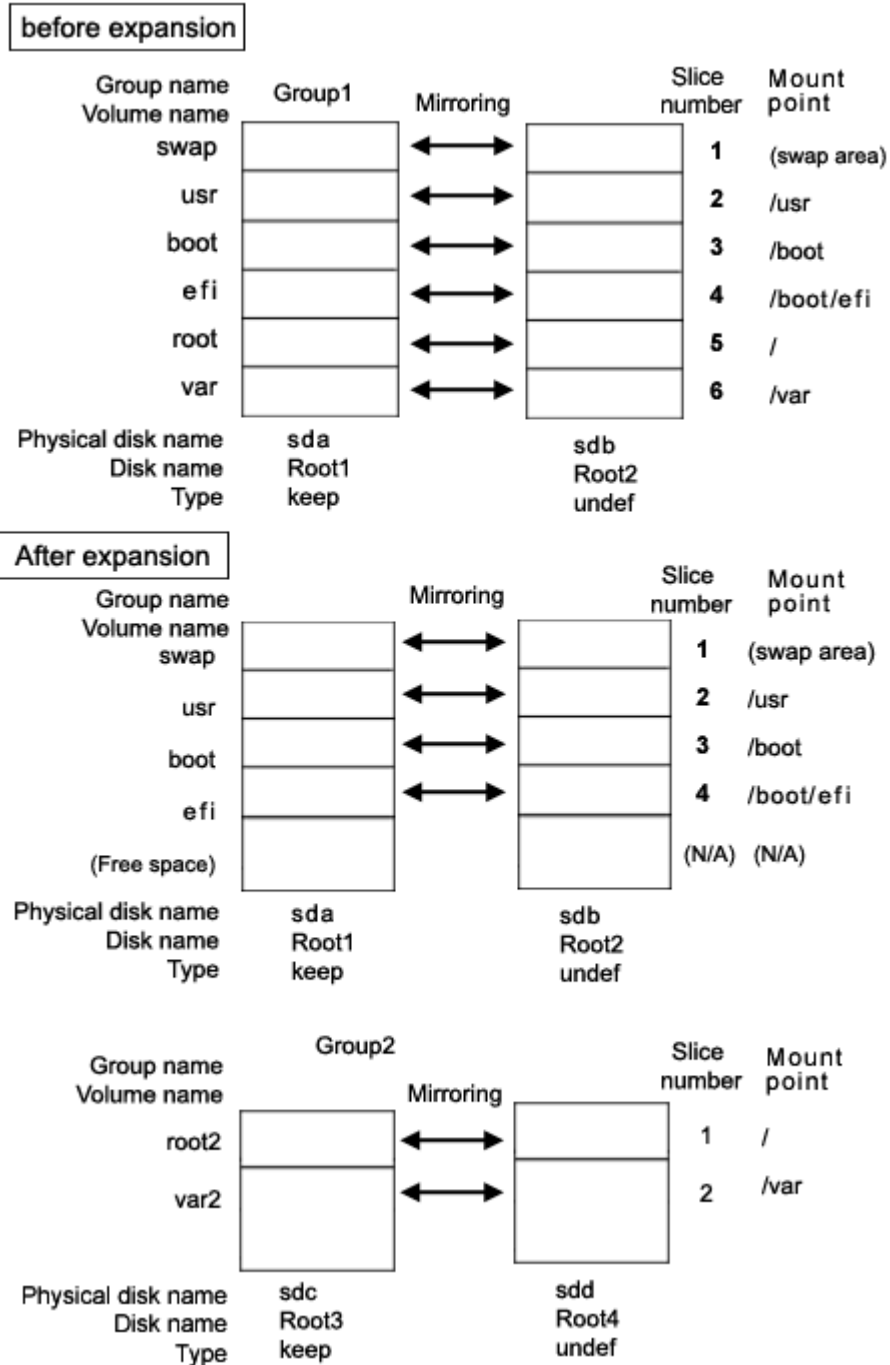 before expansion
Group name Group1 Mirroring Slice number Mount point
Volume name
swap 1 (swap area)
usr 2 /usr
boot 3 /boot
efi 4 /boot/efi
root 5 /
var 6 /var
Physical disk name sda sdb
Disk name Root1 Root2
Type keep undef
After expansion
Group name Mirroring Slice number Mount point
Volume name
swap 1 (swap area)
usr 2 /usr
boot 3 /boot
efi 4 /boot/efi
(Free space) (N/A) (N/A)
Physical disk name sda sdb
Disk name Root1 Root2
Type keep undef
Group name Group2 Mirroring Slice number Mount point
Volume name
root2 1 /
var2 2 /var
Physical disk name sdc sdd
Disk name Root3 Root4
Type keep undef